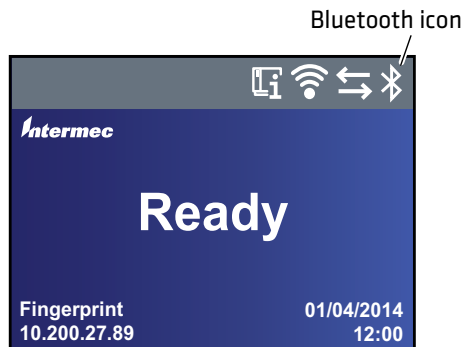 Bluetooth icon
Intermec
Ready
Fingerprint 01/04/2014
10.200.27.89 12:00